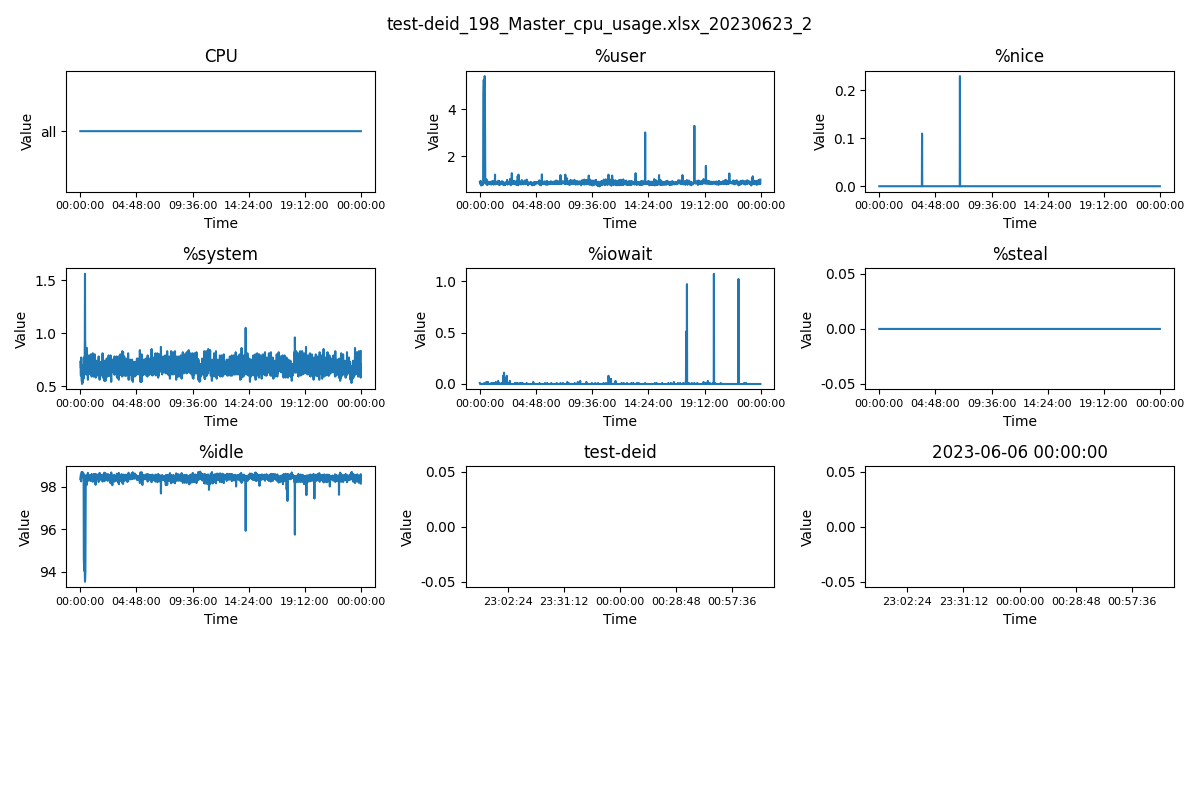 test-deid_198_Master_cpu_usage.xlsx_20230623_2
CPU
Value
all
00:00:00 04:48:00 09:36:00 14:24:00 19:12:00 00:00:00
Time
%user
Value
4
2
00:00:00 04:48:00 09:36:00 14:24:00 19:12:00 00:00:00
Time
%nice
Value
0.2
0.1
0.0
00:00:00 04:48:00 09:36:00 14:24:00 19:12:00 00:00:00
Time
%system
Value
1.5
1.0
0.5
00:00:00 04:48:00 09:36:00 14:24:00 19:12:00 00:00:00
Time
%iowait
Value
1.0
0.5
0.0
00:00:00 04:48:00 09:36:00 14:24:00 19:12:00 00:00:00
Time
%steal
Value
0.05
0.00
-0.05
00:00:00 04:48:00 09:36:00 14:24:00 19:12:00 00:00:00
Time
%idle
Value
98
96
94
00:00:00 04:48:00 09:36:00 14:24:00 19:12:00 00:00:00
Time
test-deid
Value
0.05
0.00
-0.05
23:02:24 23:31:12 00:00:00 00:28:48 00:57:36
Time
2023-06-06 00:00:00
Value
0.05
0.00
-0.05
23:02:24 23:31:12 00:00:00 00:28:48 00:57:36
Time